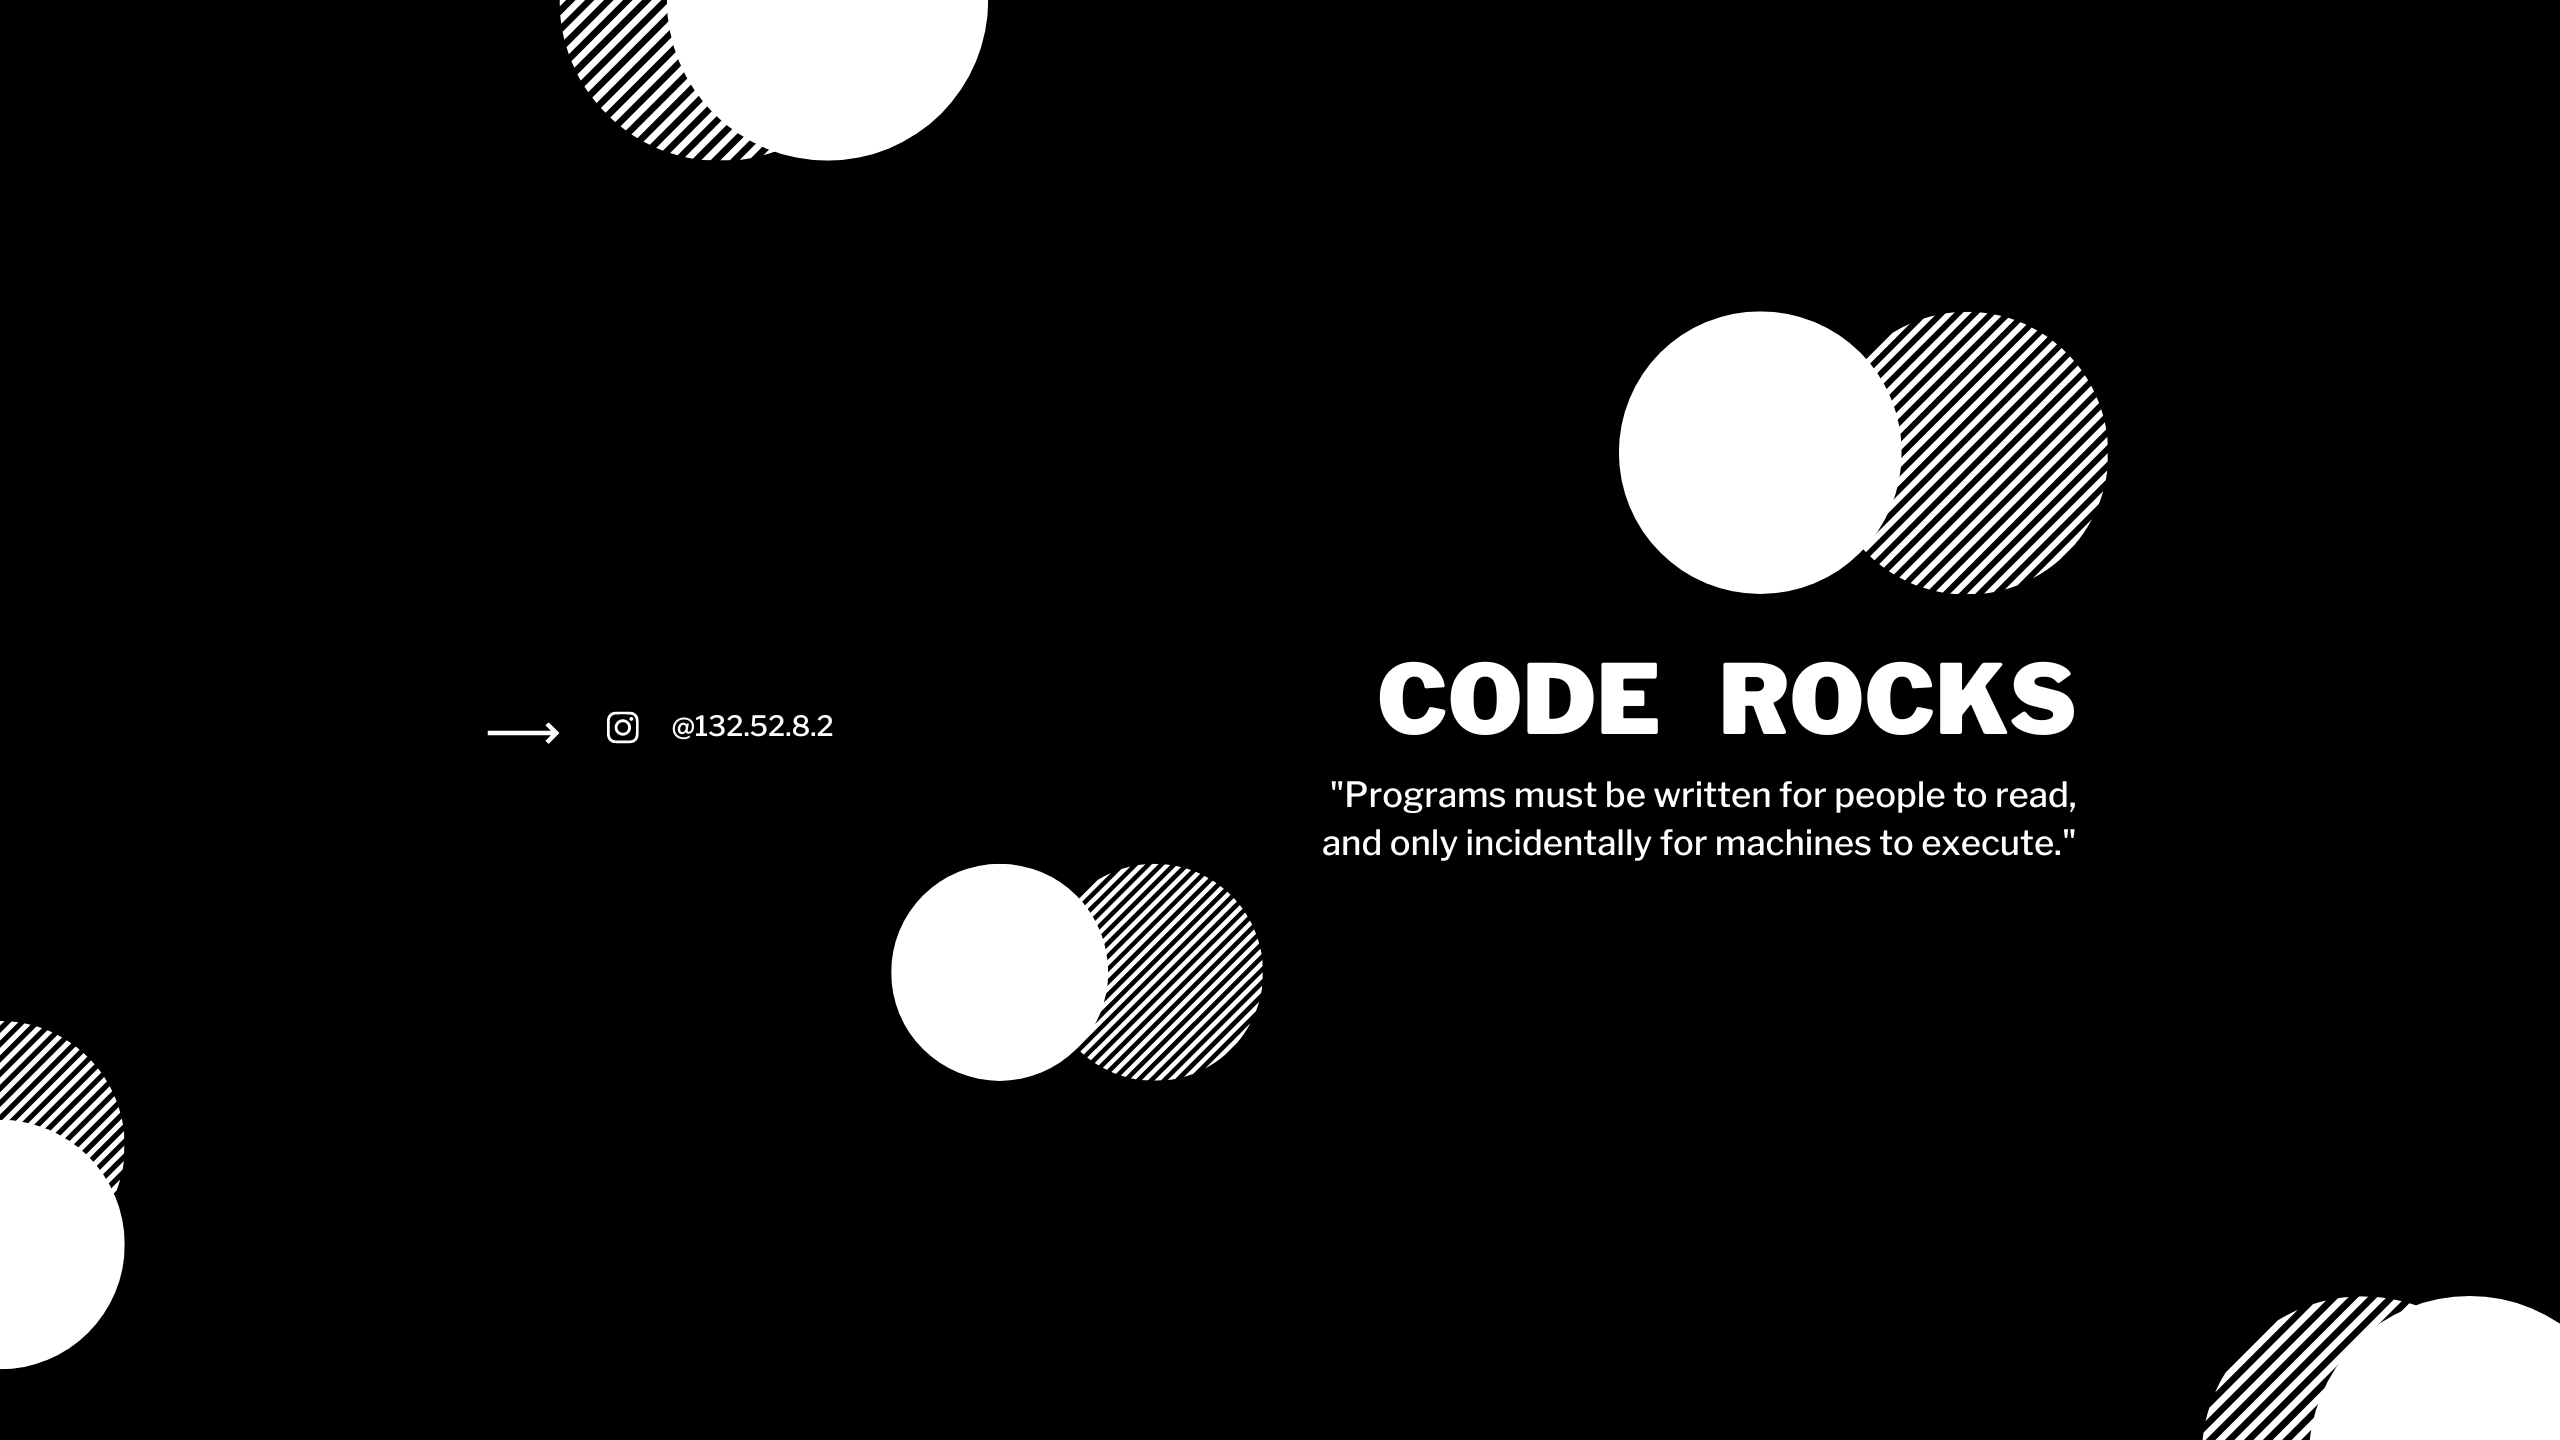 CODE ROCKS
@132.52.8.2
"Programs must be written for people to read,
and only incidentally for machines to execute."